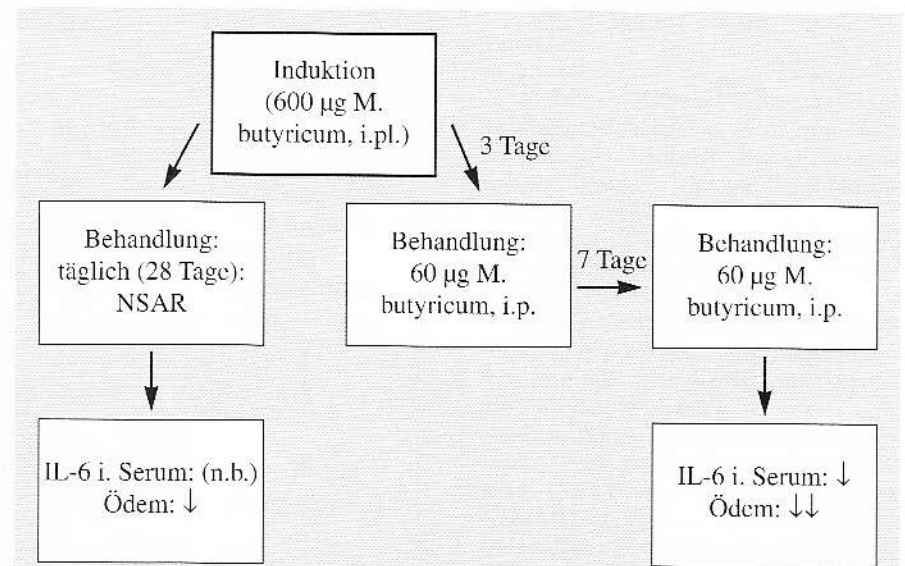 Induktion
(600 µg M.
butyricum, i.pl.)
3 Tage
Behandlung:
täglich (28 Tage):
NSAR
Behandlung:
60 µg M.
butyricum, i.p.
7 Tage
Behandlung:
60 µg M.
butyricum, i.p.
IL-6 i. Serum: (n.b.)
Ödem: ↓
IL-6 i. Serum: ↓
Ödem: ↓↓